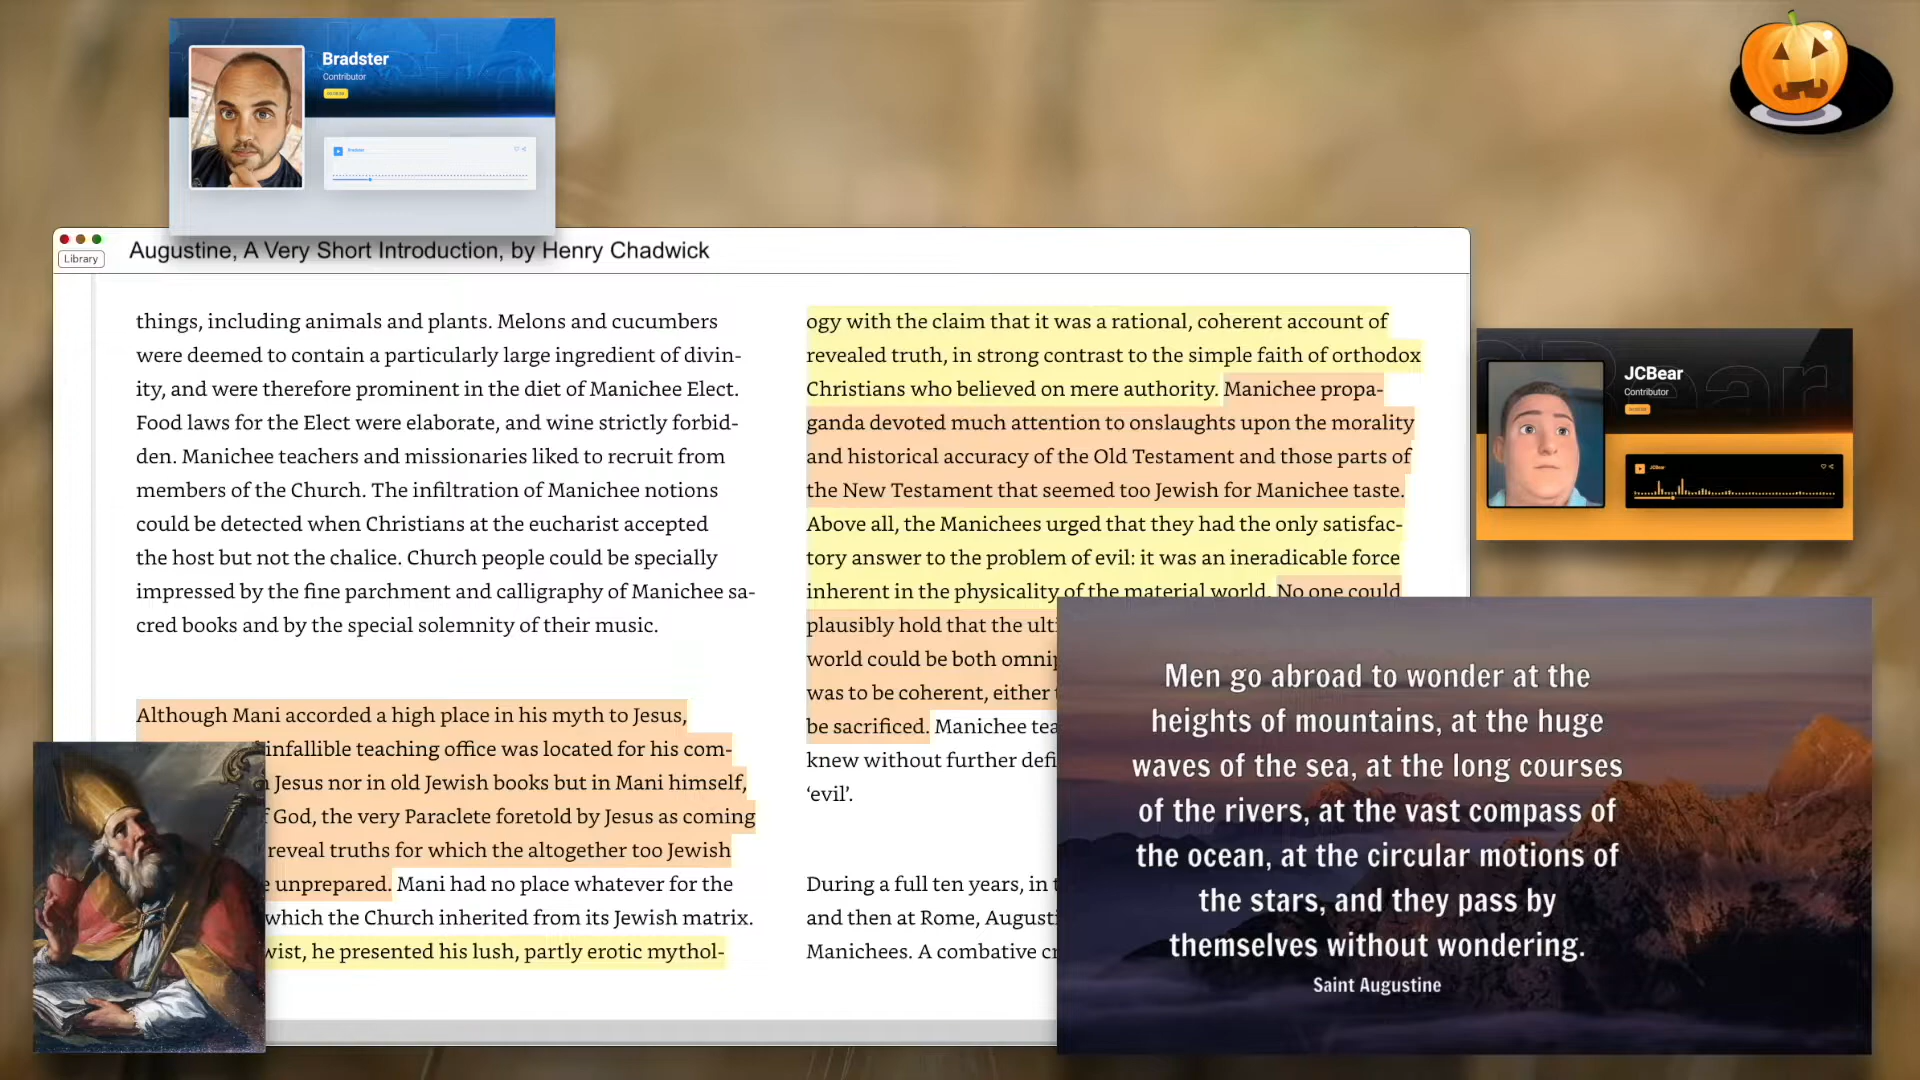 Bradster
Contributor
Bradster
Library
Augustine, A Very Short Introduction, by Henry Chadwick
things, including animals and plants. Melons and cucumbers
were deemed to contain a particularly large ingredient of divin-
ity, and were therefore prominent in the diet of Manichee Elect.
Food laws for the Elect were elaborate, and wine strictly forbid-
den. Manichee teachers and missionaries liked to recruit from
members of the Church. The infiltration of Manichee notions
could be detected when Christians at the eucharist accepted
the host but not the chalice. Church people could be specially
impressed by the fine parchment and calligraphy of Manichee sa-
cred books and by the special solemnity of their music.
Although Mani accorded a high place in his myth to Jesus,
infallible teaching office was located for his com-
Jesus nor in old Jewish books but in Mani himself,
God, the very Paraclete foretold by Jesus as coming
reveal truths for which the altogether too Jewish
unprepared. Mani had no place whatever for the
which the Church inherited from its Jewish matrix.
wist, he presented his lush, partly erotic mythol-
ogy with the claim that it was a rational, coherent account of
revealed truth, in strong contrast to the simple faith of orthodox
Christians who believed on mere authority. Manichee propa-
ganda devoted much attention to onslaughts upon the morality
and historical accuracy of the Old Testament and those parts of
the New Testament that seemed too Jewish for Manichee taste.
Above all, the Manichees urged that they had the only satisfac-
tory answer to the problem of evil: it was an ineradicable force
inherent in the physicality of the material world. No one could
plausibly hold that the ulti
world could be both omnip
was to be coherent, either
be sacrificed. Manichee tea
knew without further defi
‘evil’.
During a full ten years, in
and then at Rome, Augusti
Manichees. A combative cr
JCBear
Contributor
JCBear
Men go abroad to wonder at the
heights of mountains, at the huge
waves of the sea, at the long courses
of the rivers, at the vast compass of
the ocean, at the circular motions of
the stars, and they pass by
themselves without wondering.
Saint Augustine